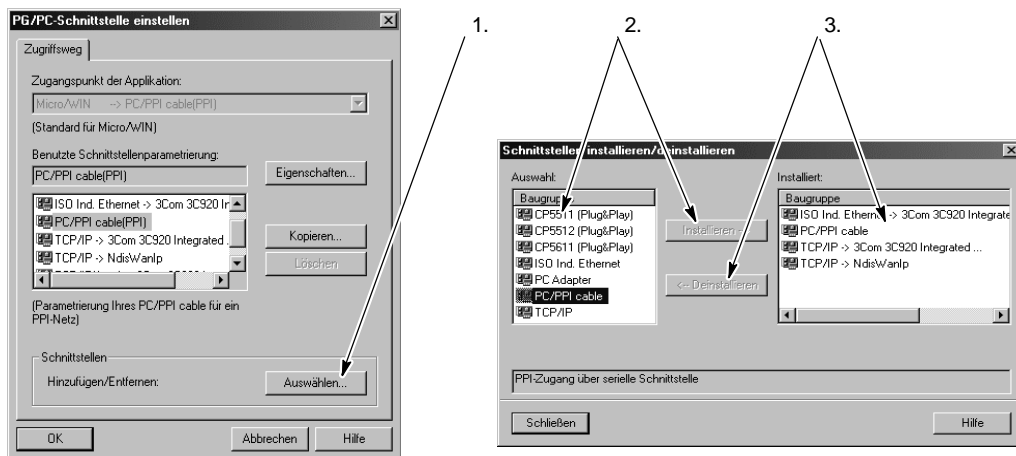 1.
2.
3.
PG/PC-Schnittstelle einstellen
Zugriffsweg
Zugangspunkt der Applikation:
Micro/WIN --> PC/PPI cable(PPI)
(Standard für Micro/WIN)
Benutzte Schnittstellenparametrierung:
PC/PPI cable(PPI)
Eigenschaften...
ISO Ind. Ethernet -> 3Com 3C920 Ir
PC/PPI cable(PPI)
TCP/IP -> 3Com 3C920 Integrated .
TCP/IP -> NdisWanIp
Kopieren...
Löschen
(Parametrierung Ihres PC/PPI cable für ein
PPI-Netz)
Schnittstellen
Hinzufügen/Entfernen:
Auswählen...
OK
Abbrechen
Hilfe
Schnittstellen installieren/deinstallieren
Auswahl:
Baugruppe
CP5511 (Plug&Play)
CP5512 (Plug&Play)
CP5611 (Plug&Play)
ISO Ind. Ethernet
PC Adapter
PC/PPI cable
TCP/IP
Installieren
<-- Deinstallieren
Installiert:
Baugruppe
ISO Ind. Ethernet -> 3Com 3C920 Integrate
PC/PPI cable
TCP/IP -> 3Com 3C920 Integrated ...
TCP/IP -> NdisWanIp
PPI-Zugang über serielle Schnittstelle
Schließen
Hilfe